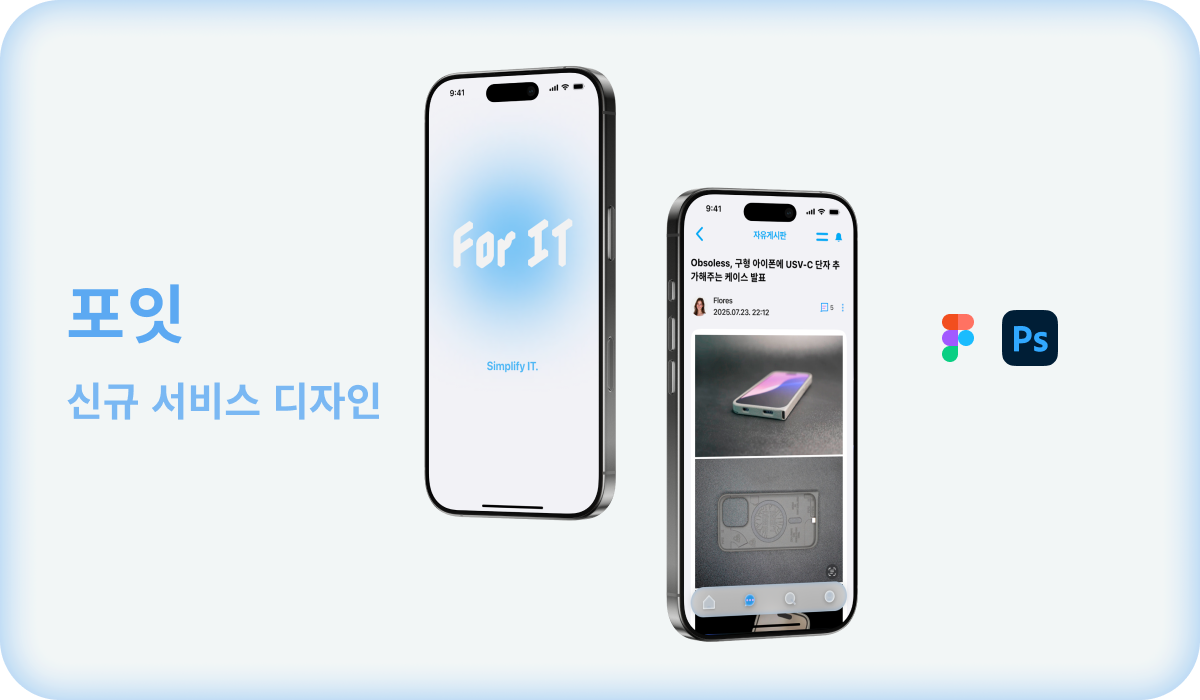 포잇
신규 서비스 디자인
9:41
For IT
Simplify IT.
9:41
자유게시판
Obsoless, 구형 아이폰에 USV-C 단자 추
가해주는 케이스 발표
Flores
2025.07.23. 22:12
5
Ps